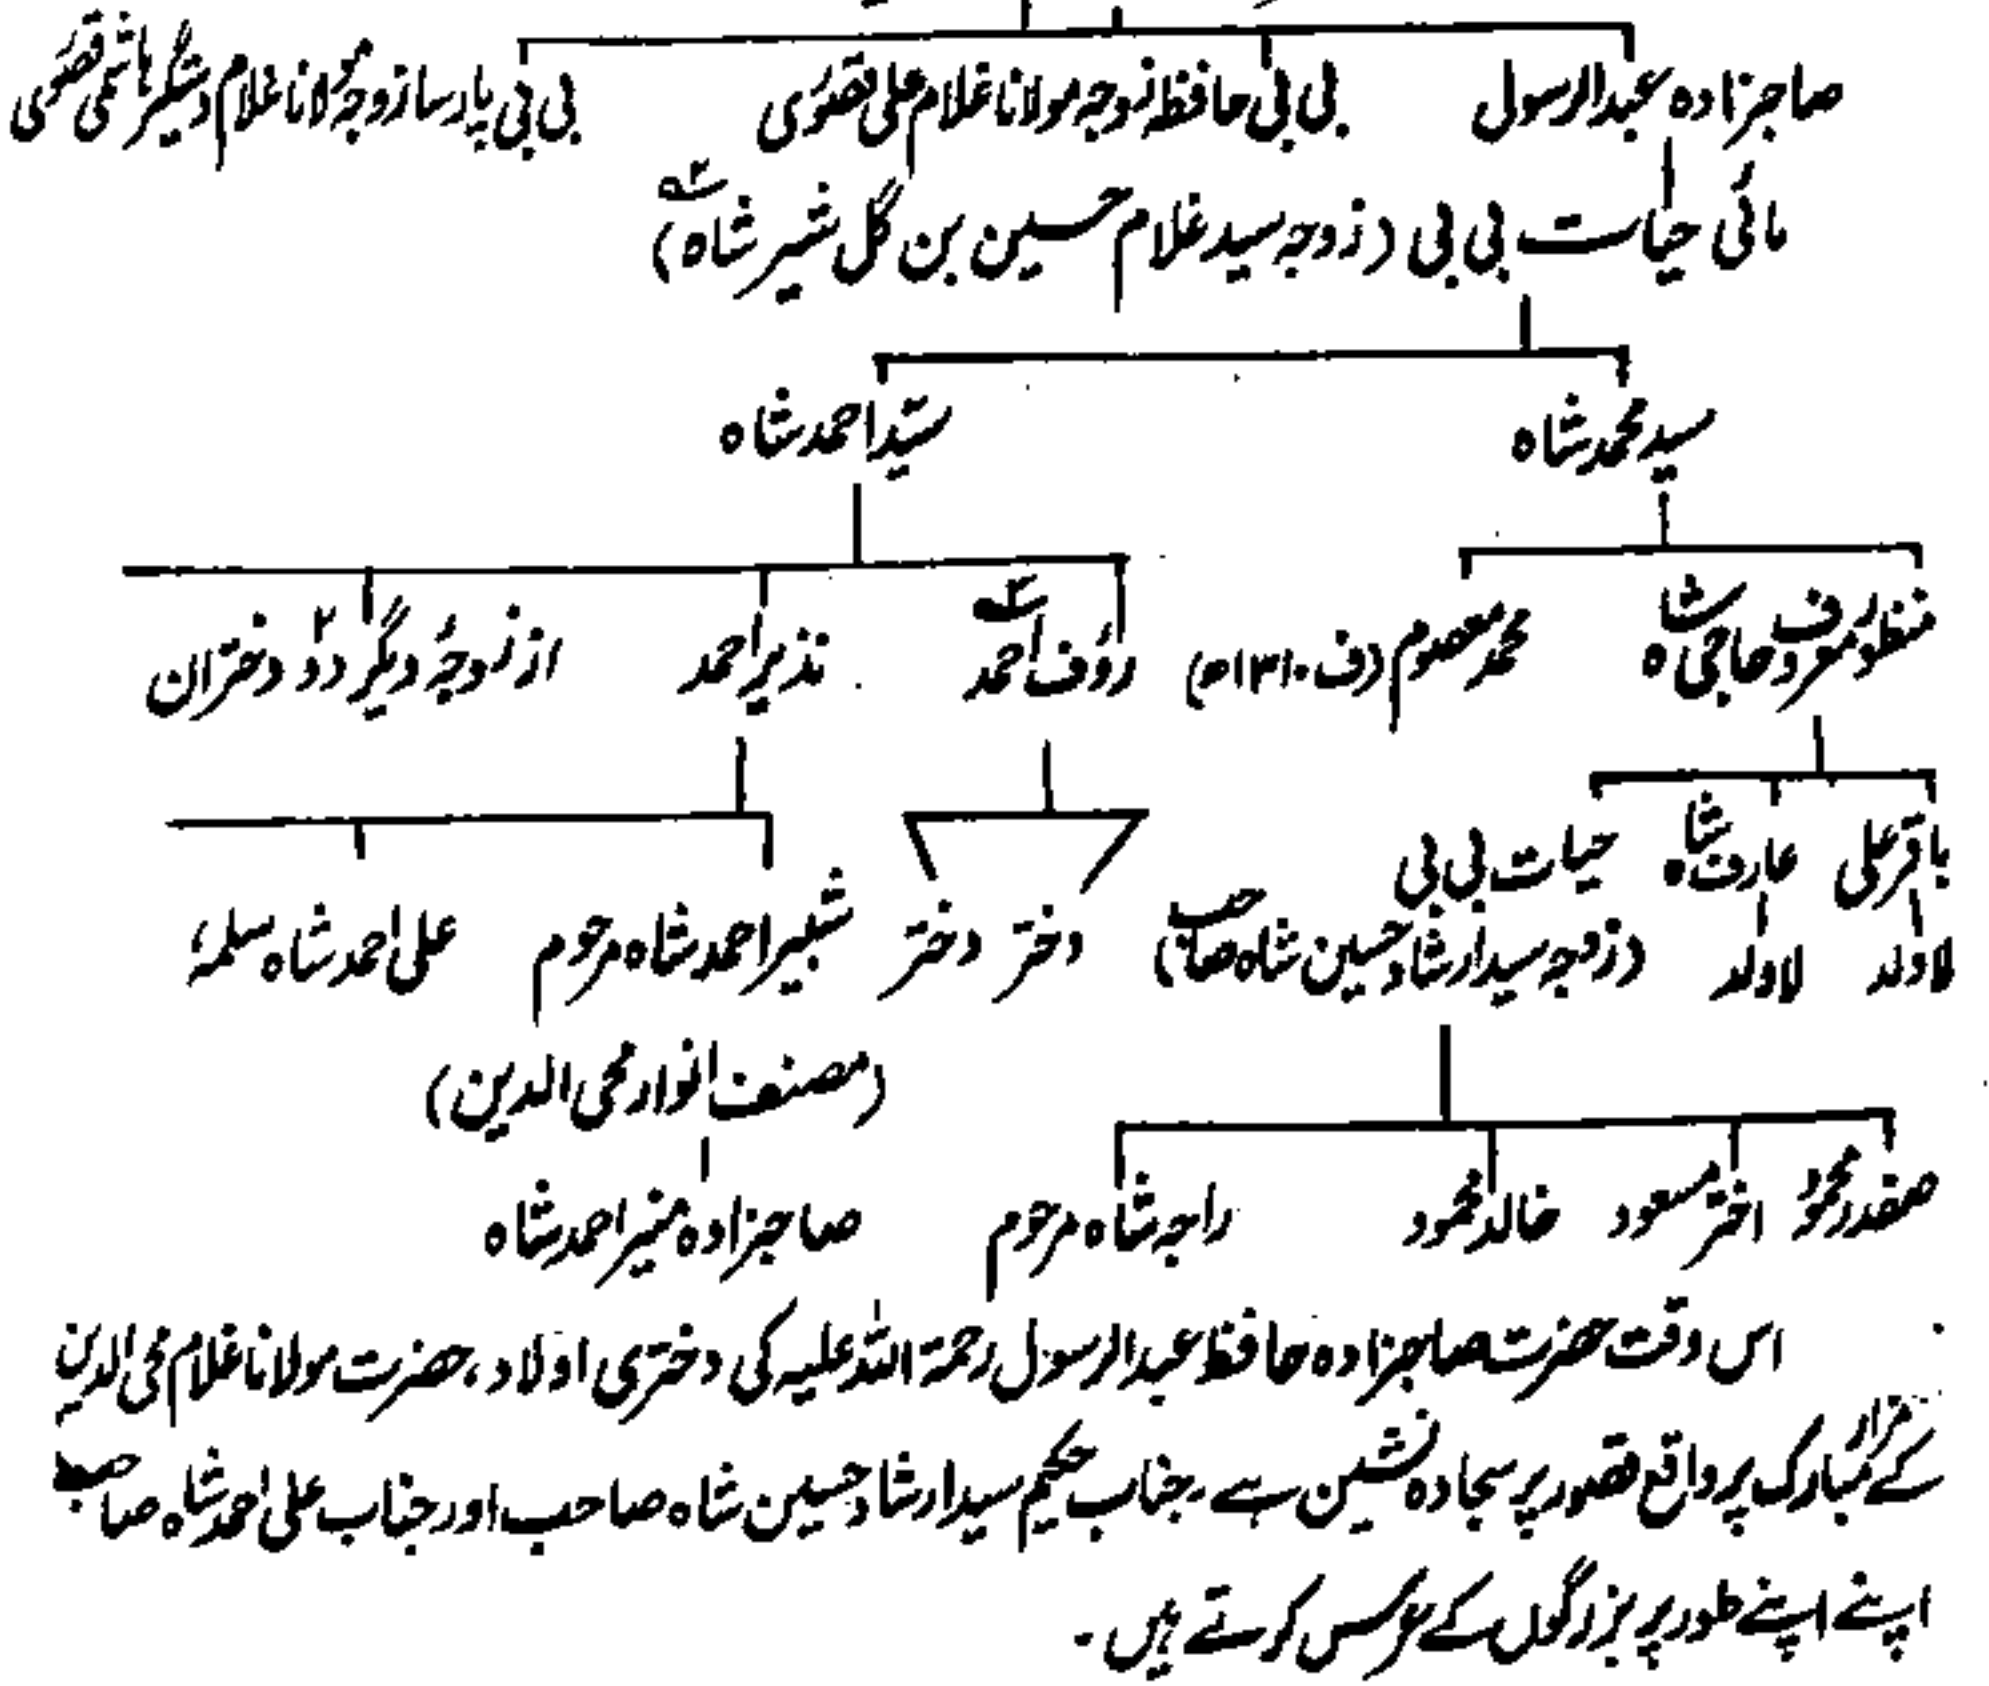 صاحبزادہ عبدالرسول بی بی حافظہ زوجہ مولانا غلام علی قصوری بی بی پارسا زوجہ مولانا غلام دستگیر ہاشمی قصوری
مائی حیات بی بی (زوجہ سید غلام حسین بن گل شیر شاہ)
سید محمد شاہ سیّد احمد شاہ
منظور معروف حاجی شاہ محمد معصوم (ف ۱۳۱۰ھ) رؤف احمد نذیر احمد از زوجۂ دیگر دو۲ دختران
باقر علی عارف شاہ حیات بی بی
لاولد لاولد (زوجہ سید ارشاد حسین شاہ صاحب) دختر دختر شبیر احمد شاہ مرحوم علی احمد شاہ سلمہٗ
(مصنف انوار محی الدین)
صفدر محمود اختر مسعود خالد محمود راجہ شاہ مرحوم صاحبزادہ منیر احمد شاہ
اس وقت حضرت صاحبزادہ حافظ عبدالرسول رحمۃ اللہ علیہ کی دختری اولاد، حضرت مولانا غلام محی الدین
کے مزار مبارک پر واقع قصور پر سجادہ نشین ہے۔ جناب حکیم سید ارشاد حسین شاہ صاحب اور جناب علی احمد شاہ صاحب
اپنے اپنے طور پر بزرگوں کے عرس کرتے ہیں۔